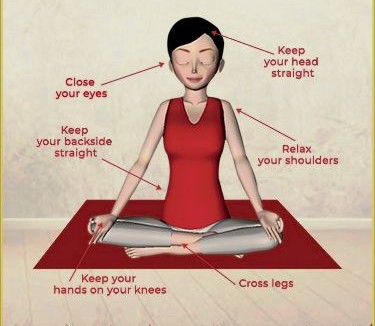 Keep
your head
straight
Close
your eyes
Keep
your backside
straight
Relax
your shoulders
Keep your
hands on your knees
Cross legs